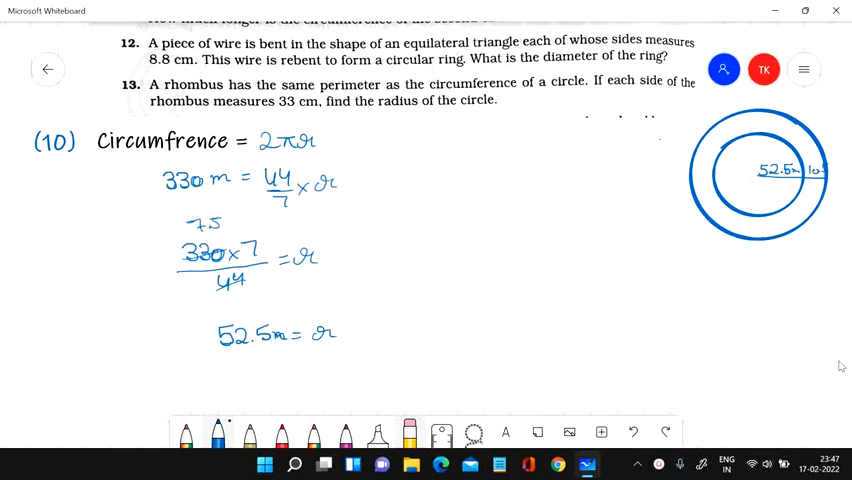 Microsoft Whiteboard
12. A piece of wire is bent in the shape of an equilateral triangle each of whose sides measures
8.8 cm. This wire is rebent to form a circular ring. What is the diameter of the ring?
TK
13. A rhombus has the same perimeter as the circumference of a circle. If each side of the
rhombus measures 33 cm, find the radius of the circle.
(10) Circumfrence = 2πr
52.5m
330 m = 44/7 × r
7.5
330 × 7 / 44 = r
52.5m = r
A
ENG
IN
23:47
17-02-2022